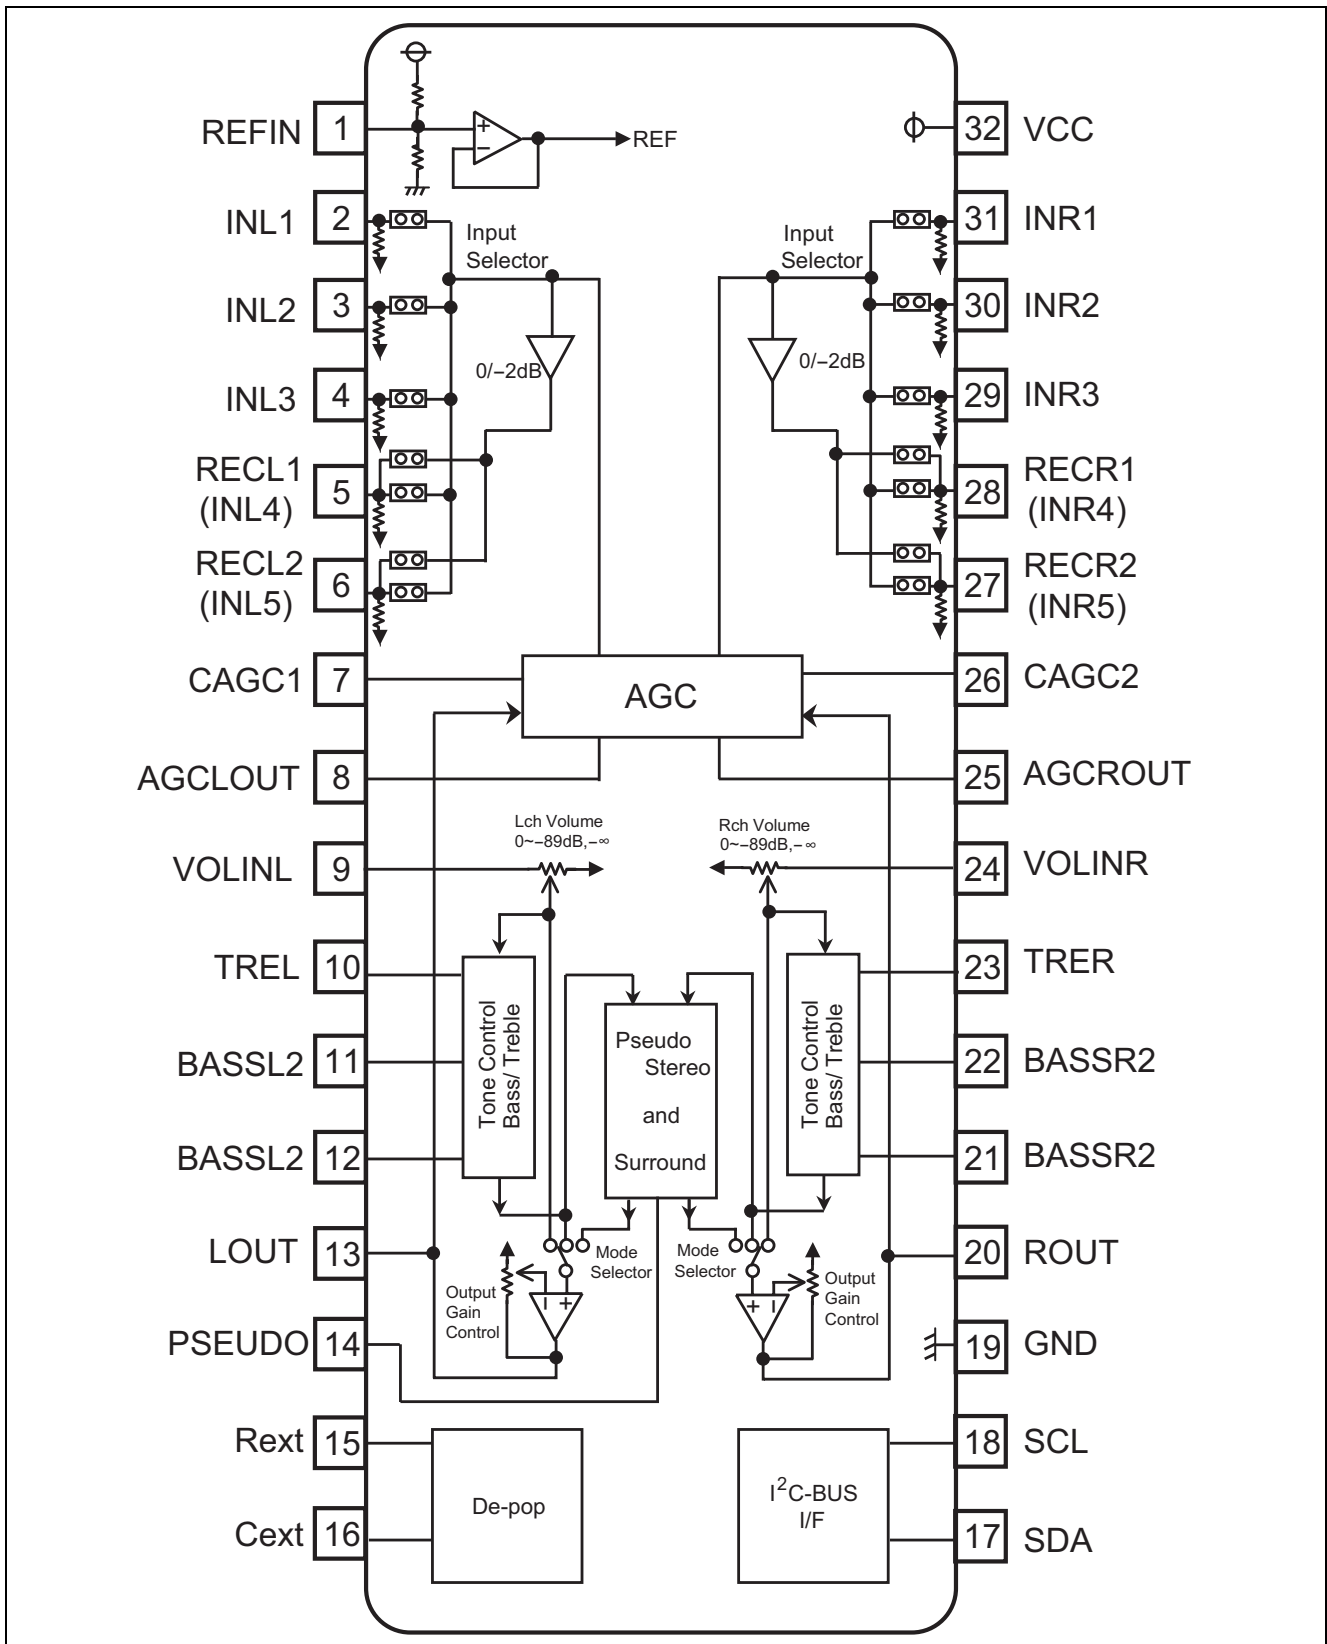 REFIN 1
REF
32 VCC
INL1 2
Input
Selector
Input
Selector
31 INR1
INL2 3
30 INR2
0/−2dB
0/−2dB
INL3 4
29 INR3
RECL1
(INL4)
5
28
RECR1
(INR4)
RECL2
(INL5)
6
27
RECR2
(INR5)
CAGC1 7
AGC
26 CAGC2
AGCLOUT 8
25 AGCROUT
Lch Volume
0~−89dB,−∞
Rch Volume
0~−89dB,−∞
VOLINL 9
24 VOLINR
TREL 10
23 TRER
Tone Control
Bass/ Treble
Pseudo
Stereo
and
Surround
Tone Control
Bass/ Treble
BASSL2 11
22 BASSR2
BASSL2 12
21 BASSR2
LOUT 13
20 ROUT
Mode
Selector
Mode
Selector
Output
Gain
Control
− +
+ −
Output
Gain
Control
PSEUDO 14
19 GND
Rext 15
18 SCL
De-pop
I2C-BUS
I/F
Cext 16
17 SDA